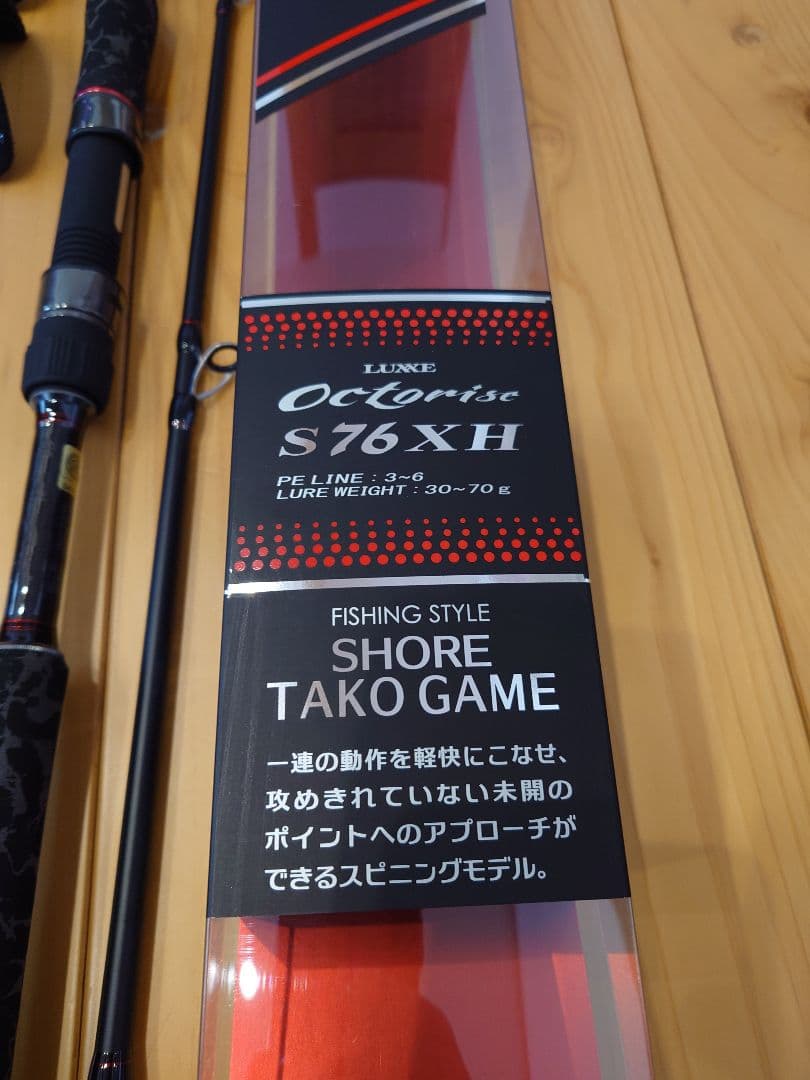 LUXXE
Octorise
S76XH
PE LINE : 3~6
LURE WEIGHT : 30~70g
FISHING STYLE
SHORE
TAKO GAME
一連の動作を軽快にこなせ、
攻めきれていない未開の
ポイントへのアプローチが
できるスピニングモデル。